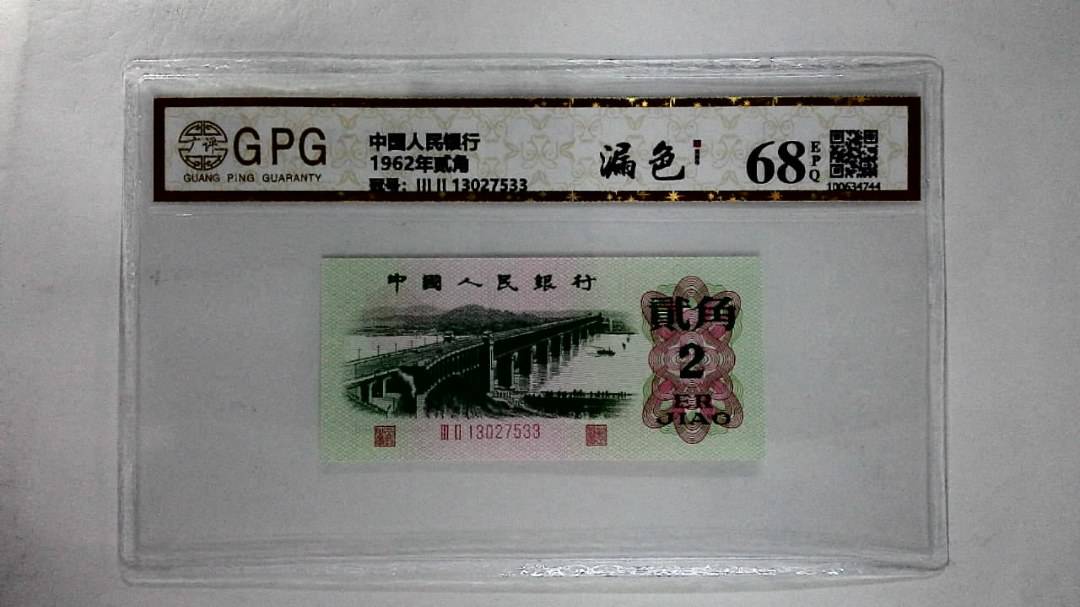 GPG
GUANG PING GUARANTY
中國人民银行
1962年贰角
冠号: III II 13027533
漏色
68
EPQ
100634744
中國人民銀行
貳角
2
ER
JIAO
III II 13027533